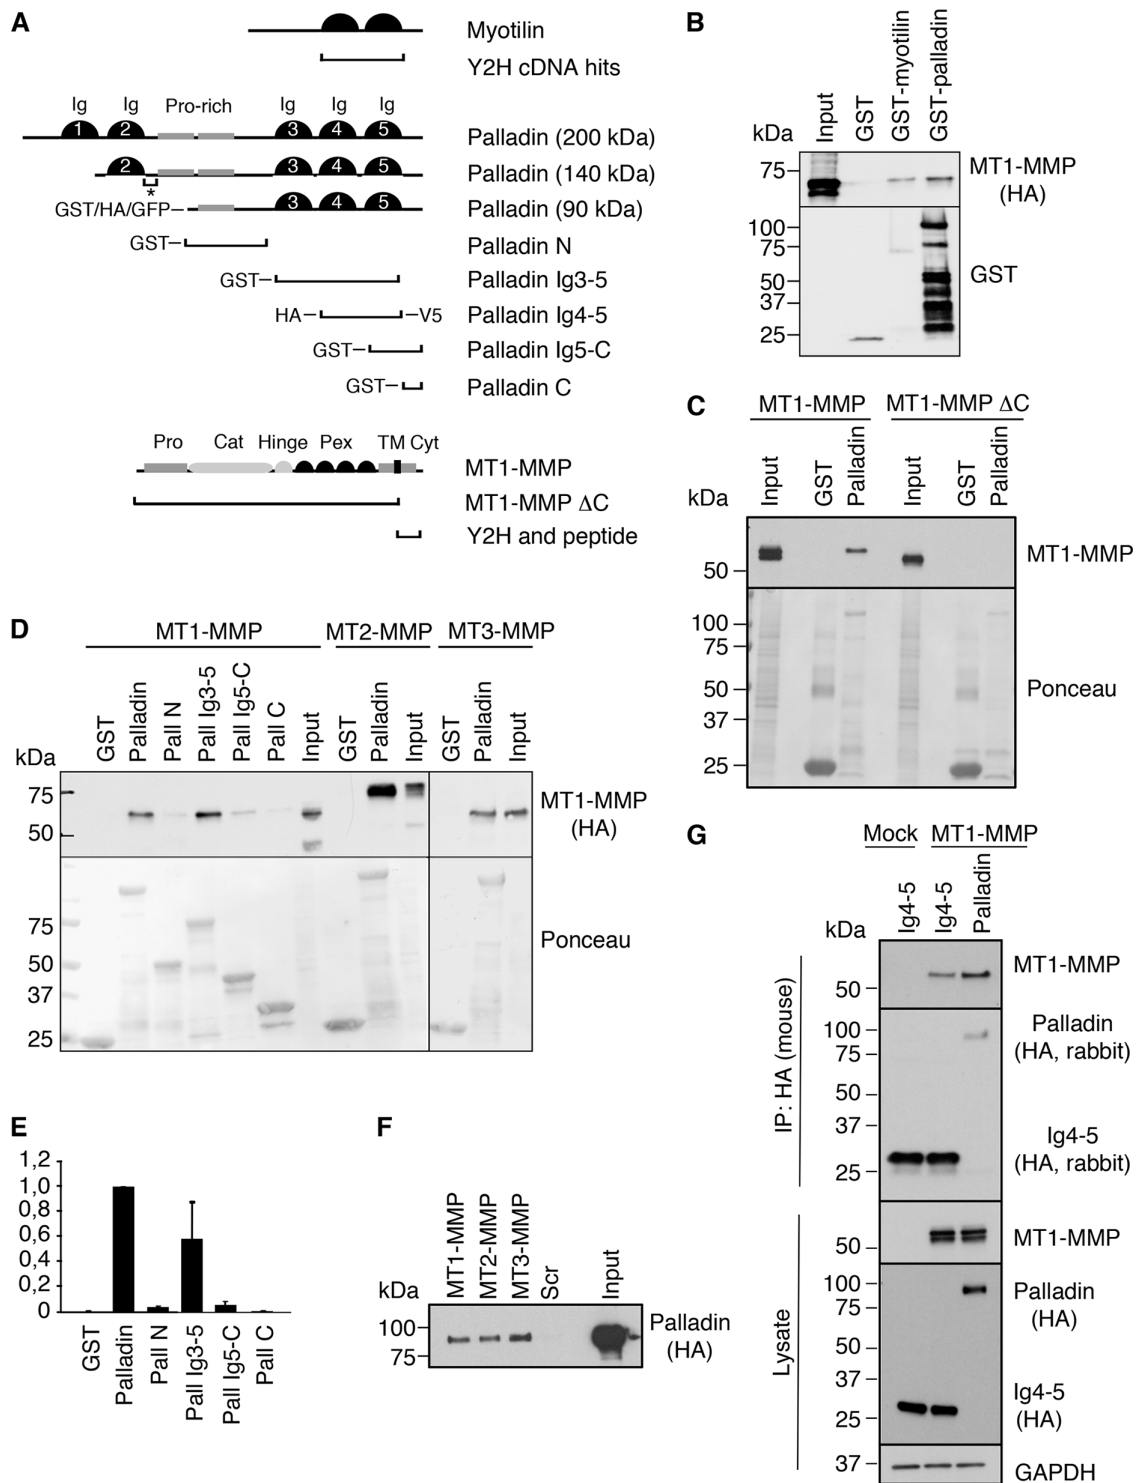 A
Myotilin
Y2H cDNA hits
Ig Ig Pro-rich Ig Ig Ig
1 2 3 4 5 Palladin (200 kDa)
2 3 4 5 Palladin (140 kDa)
*
GST/HA/GFP 3 4 5 Palladin (90 kDa)
GST Palladin N
GST Palladin Ig3-5
HA V5 Palladin Ig4-5
GST Palladin Ig5-C
GST Palladin C
Pro Cat Hinge Pex TM Cyt
MT1-MMP
MT1-MMP ΔC
Y2H and peptide
B
kDa Input GST GST-myotilin GST-palladin
75 MT1-MMP
(HA)
100
75
50 GST
37
25
C
MT1-MMP MT1-MMP ΔC
kDa Input GST Palladin Input GST Palladin
50 MT1-MMP
100
75
50 Ponceau
37
25
D
MT1-MMP MT2-MMP MT3-MMP
kDa GST Palladin Pall N Pall Ig3-5 Pall Ig5-C Pall C Input GST Palladin Input GST Palladin Input
75 MT1-MMP
50 (HA)
75 Ponceau
50
37
25
E
1,2
1,0
0,8
0,6
0,4
0,2
0
GST Palladin Pall N Pall Ig3-5 Pall Ig5-C Pall C
F
kDa MT1-MMP MT2-MMP MT3-MMP Scr Input
100 Palladin
75 (HA)
G
Mock MT1-MMP
kDa Ig4-5 Ig4-5 Palladin
IP: HA (mouse)
MT1-MMP
50
100 Palladin
75 (HA, rabbit)
50
37 Ig4-5
25 (HA, rabbit)
Lysate
50 MT1-MMP
100 Palladin
75 (HA)
50
37 Ig4-5
25 (HA)
37 GAPDH